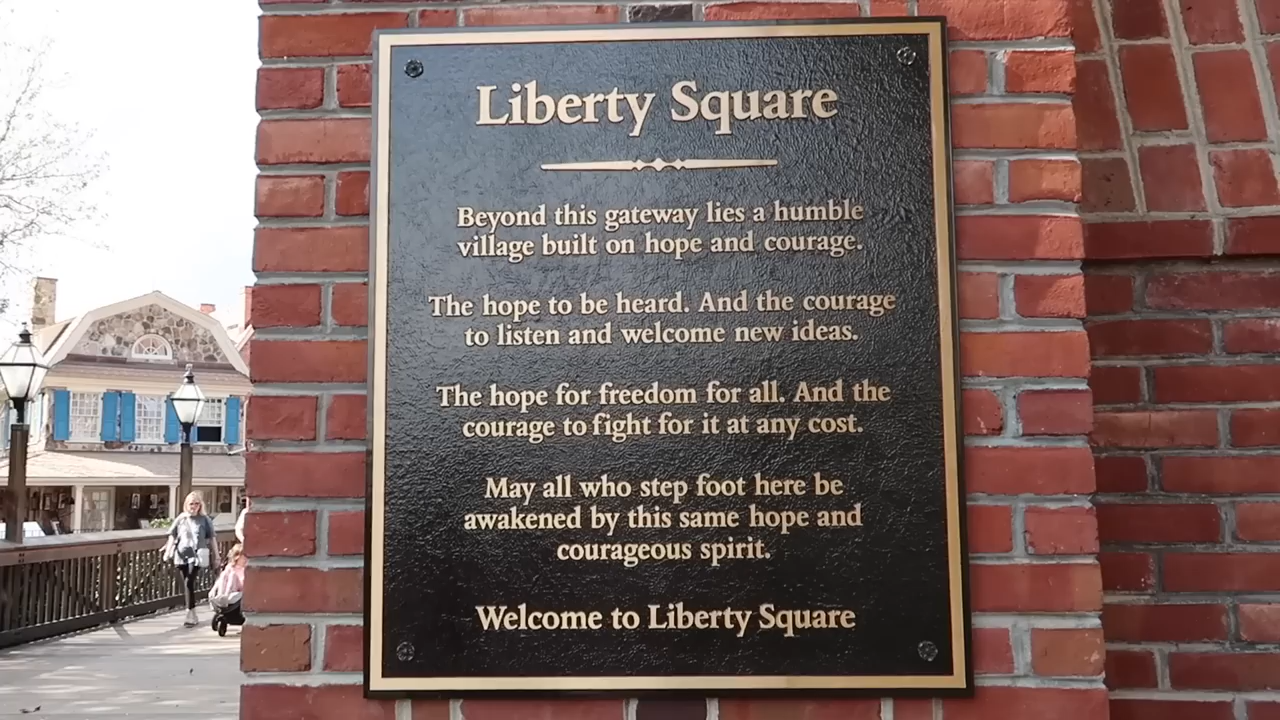 Liberty Square
Beyond this gateway lies a humble
village built on hope and courage.
The hope to be heard. And the courage
to listen and welcome new ideas.
The hope for freedom for all. And the
courage to fight for it at any cost.
May all who step foot here be
awakened by this same hope and
courageous spirit.
Welcome to Liberty Square